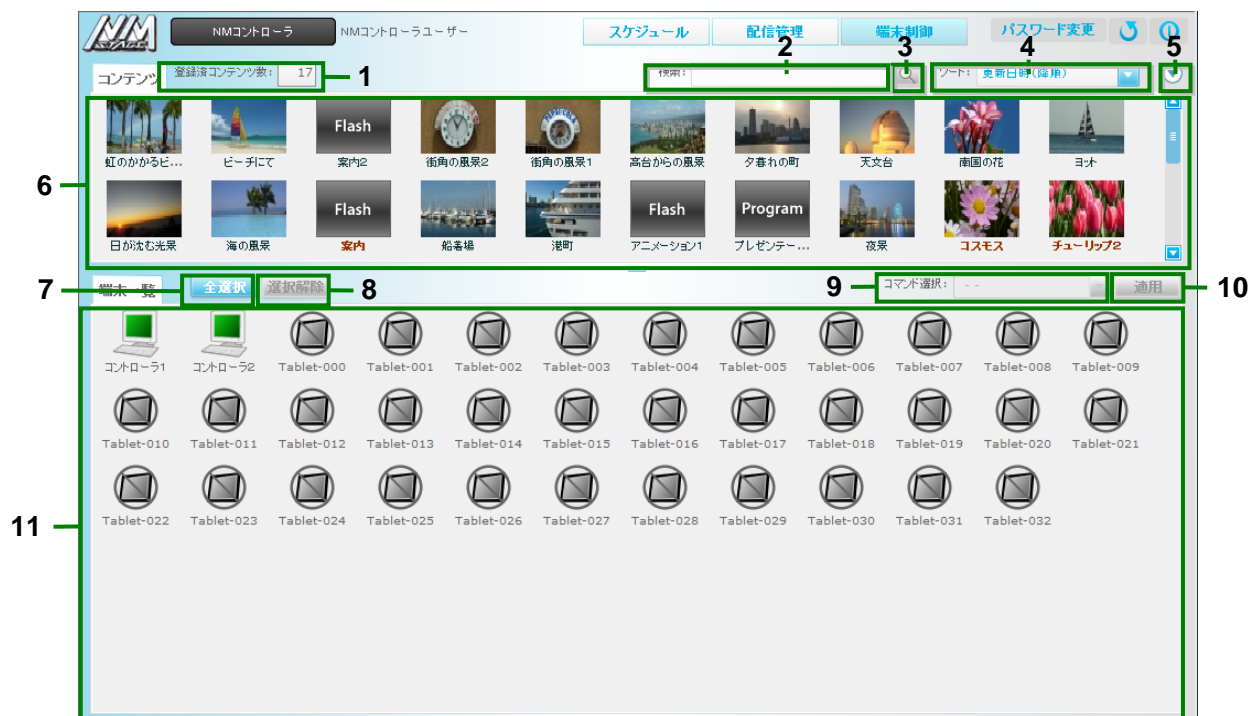 NM
STAGE
NMコントローラ NMコントローラユーザー スケジュール 配信管理 端末制御 パスワード変更
2 3 4 5
コンテンツ 登録済コンテンツ数: 17 1 検索: ソート: 更新日時(降順)
Flash
虹のかかるビ... ビーチにて 案内2 街角の風景2 街角の風景1 高台からの風景 夕暮れの町 天文台 南国の花 ヨット
6
Flash Flash Program
日が沈む光景 海の風景 案内 船着場 港町 アニメーション1 プレゼンテー... 夜景 コスモス チューリップ2
7 端末一覧 全選択 選択解除 8 9 コマンド選択: - - 適用 10
コントローラ1 コントローラ2 Tablet-000 Tablet-001 Tablet-002 Tablet-003 Tablet-004 Tablet-005 Tablet-006 Tablet-007 Tablet-008 Tablet-009
Tablet-010 Tablet-011 Tablet-012 Tablet-013 Tablet-014 Tablet-015 Tablet-016 Tablet-017 Tablet-018 Tablet-019 Tablet-020 Tablet-021
Tablet-022 Tablet-023 Tablet-024 Tablet-025 Tablet-026 Tablet-027 Tablet-028 Tablet-029 Tablet-030 Tablet-031 Tablet-032
11